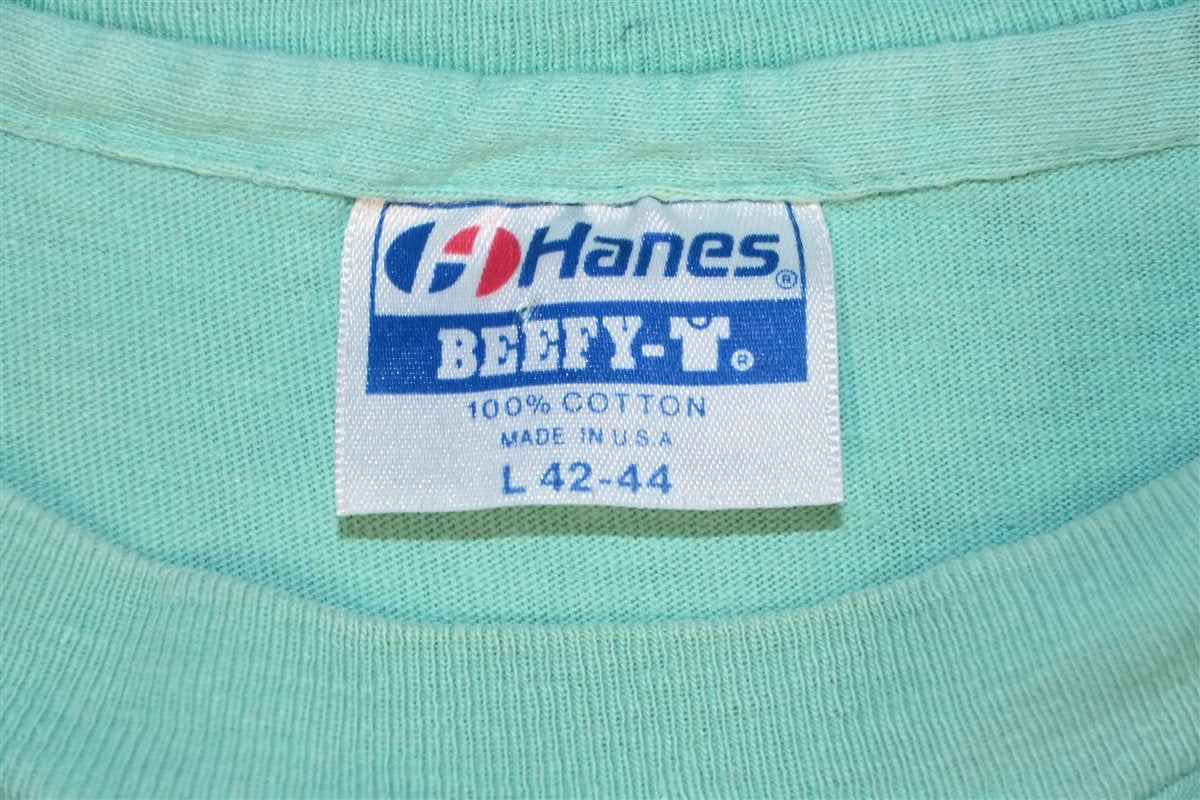 Hanes®
BEEFY-T®
100% COTTON
MADE IN U.S.A
L 42-44